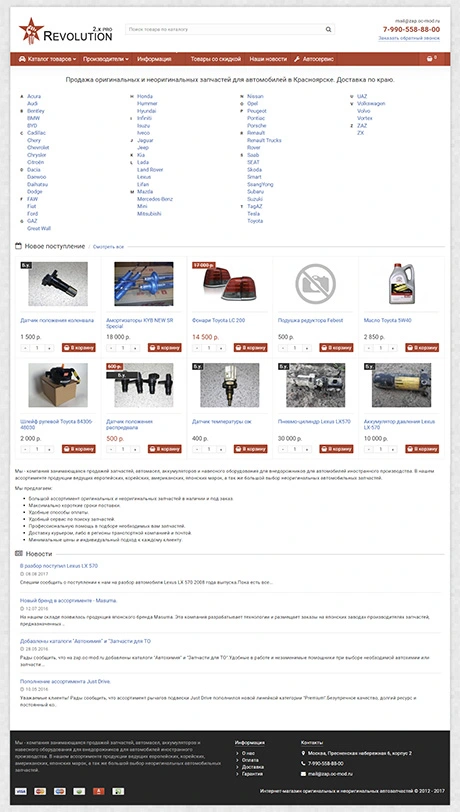 2.x PRO
REVOLUTION
Поиск товара по каталогу
mail@zap.oc-mod.ru
7-990-558-88-00
Заказать обратный звонок
Каталог товаров Производители Информация Товары со скидкой Наши новости Автосервис 0
Продажа оригинальных и неоригинальных запчастей для автомобилей в Красноярске. Доставка по краю.
A Acura
Audi
B Bentley
BMW
BYD
C Cadillac
Chery
Chevrolet
Chrysler
Citroën
D Dacia
Daewoo
Daihatsu
Dodge
F FAW
Fiat
Ford
G GAZ
Great Wall
H Honda
Hummer
Hyundai
I Infiniti
Isuzu
Iveco
J Jaguar
Jeep
K Kia
L Lada
Land Rover
Lexus
Lifan
M Mazda
Mercedes-Benz
Mini
Mitsubishi
N Nissan
O Opel
P Peugeot
Pontiac
Porsche
R Renault
Renault Trucks
Rover
S Saab
SEAT
Skoda
Smart
SsangYong
Subaru
Suzuki
T TagAZ
Tesla
Toyota
U UAZ
V Volkswagen
Volvo
Vortex
Z ZAZ
ZX
Новое поступление Смотреть все
Б.у.
17 000 р.
Датчик положения колонвала
Амортизаторы KYB NEW SR Special
Фонари Toyota LC 200
Подушка редуктора Febest
Масло Toyota 5W40
1 500 р. 18 000 р. 14 500 р. 500 р. 2 850 р.
- 1 + В корзину - 1 + В корзину - 1 + В корзину - 1 + В корзину - 1 + В корзину
600 р.
Б.у. Б.у. Б.у. Б.у.
Шлейф рулевой Toyota 84306-48030
Датчик положения распредвала
Датчик температуры охл
Пневмо-цилиндр Lexus LX570
Аккумулятор давления Lexus LX-570
2 000 р. 500 р. 400 р. 30 000 р. 10 000 р.
- 1 + В корзину - 1 + В корзину - 1 + В корзину - 1 + В корзину - 1 + В корзину
Мы - компания занимающаяся продажей запчастей, автомасел, аккумуляторов и навесного оборудования для внедорожников для автомобилей иностранного производства. В нашем
ассортименте продукции ведущих европейских, корейских, американских, японских марок, а так же большой выбор неоригинальных автомобильных запчастей.
Мы предлагаем:
Большой ассортимент оригинальных и неоригинальных запчастей в наличии и под заказ.
Максимально короткие сроки поставки.
Удобные способы оплаты.
Удобный сервис по поиску запчастей.
Профессиональную помощь в подборе необходимых вам запчастей.
Доставку курьером, либо в регионы транспортной компанией и почтой.
Минимальные цены и индивидуальный подход к каждому клиенту.
Новости
В разбор поступил Lexus LX 570
28.08.2017
Спешим сообщить о поступлении к нам на разбор автомобиля Lexus LX 570 2008 года выпуска.Пока есть все...
Новый бренд в ассортименте - Masuma.
12.07.2016
На нашем складе появилась продукция японского бренда Masuma. Эта компания разрабатывает технологии и размещает заказы на японских заводах-производителях запчастей,
предназначенных ..
Добавлены каталоги "Автохимия" и "Запчасти для ТО
28.05.2016
Рады сообщить, что на zap.oc-mod.ru добавлены каталоги "Автохимия" и "Запчасти для ТО".Удобные в работе и незаменимые помощники при выборе необходимой автохимии или
запчасти ..
Пополнение ассортимента Just Drive.
10.05.2016
Уважаемые клиенты! Рады сообщить, что ассортимент рычагов подвески Just Drive пополнился новой линейкой категории "Premium".Безупречное качество, долгий ресурс и
постоянный ко..
Мы - компания занимающаяся продажей запчастей, автомасел, аккумуляторов и
навесного оборудования для внедорожников для автомобилей иностранного
производства. В нашем ассортименте продукции ведущих европейских, корейских,
американских, японских марок, а так же большой выбор неоригинальных автомобильных
запчастей.
Информация
О нас
Оплата
Доставка
Гарантия
Контакты
Москва, Пресненская набережная 6, корпус 2
7-990-558-88-00
mail@zap.oc-mod.ru
VISA
Интернет-магазин оригинальных и неоригинальных автозапчастей © 2012 - 2017